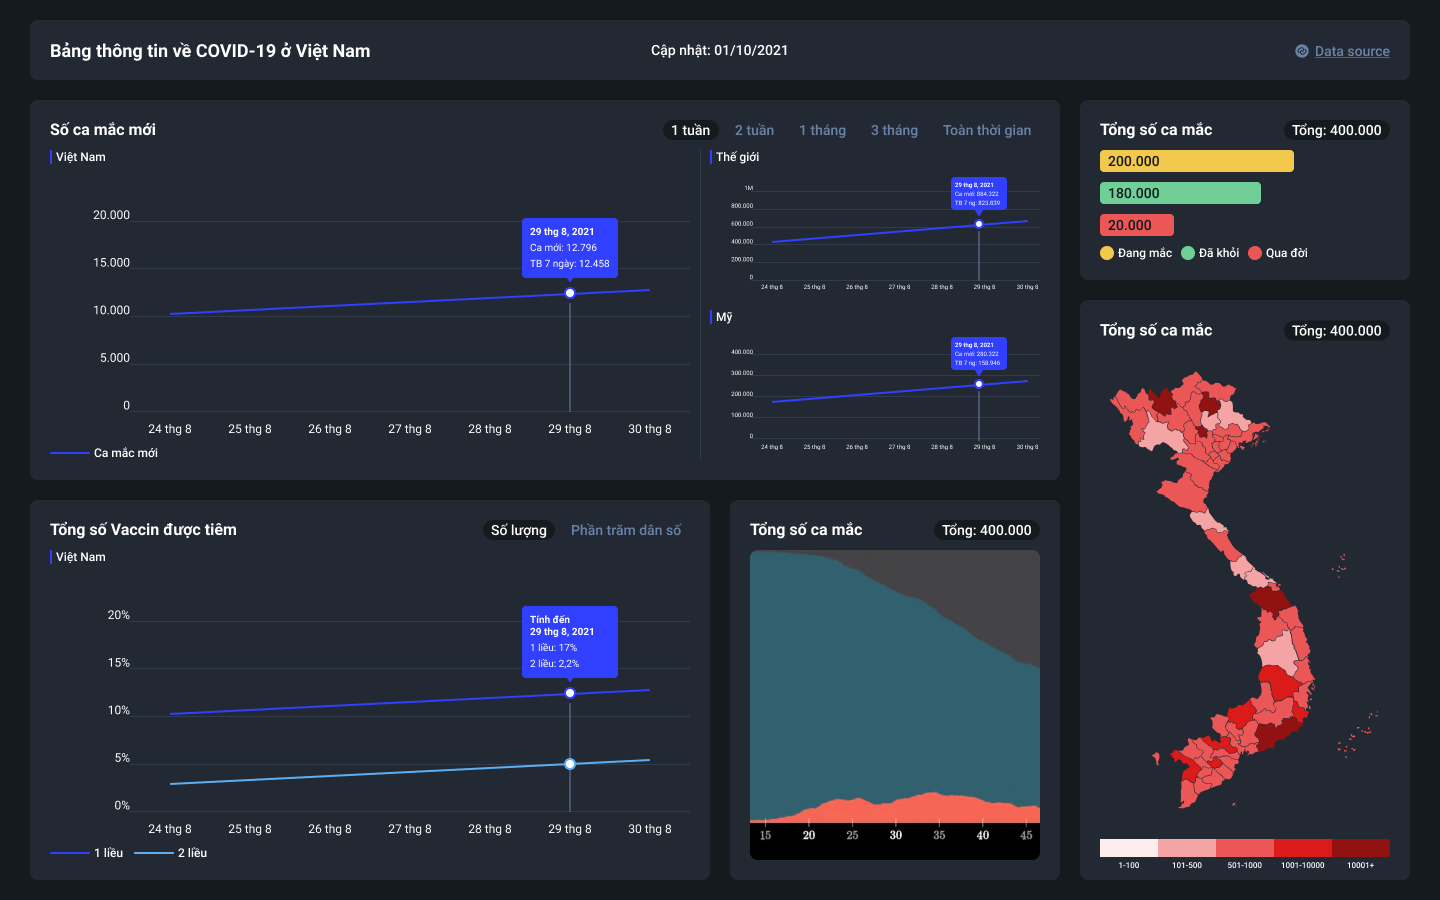 Bảng thông tin về COVID-19 ở Việt Nam
Cập nhật: 01/10/2021
Data source
Số ca mắc mới
1 tuần
2 tuần
1 tháng
3 tháng
Toàn thời gian
Việt Nam
20.000
15.000
10.000
5.000
0
29 thg 8, 2021
Ca mới: 12.796
TB 7 ngày: 12.458
24 thg 8
25 thg 8
26 thg 8
27 thg 8
28 thg 8
29 thg 8
30 thg 8
Ca mắc mới
Thế giới
1M
800.000
600.000
400.000
200.000
0
29 thg 8, 2021
Ca mới: 884.322
TB 7 ng: 823.839
24 thg 8
25 thg 8
26 thg 8
27 thg 8
28 thg 8
29 thg 8
30 thg 8
Mỹ
400.000
300.000
200.000
100.000
0
29 thg 8, 2021
Ca mới: 280.322
TB 7 ng: 158.946
24 thg 8
25 thg 8
26 thg 8
27 thg 8
28 thg 8
29 thg 8
30 thg 8
Tổng số ca mắc
Tổng: 400.000
200.000
180.000
20.000
Đang mắc
Đã khỏi
Qua đời
Tổng số ca mắc
Tổng: 400.000
1-100
101-500
501-1000
1001-10000
10001+
Tổng số Vaccin được tiêm
Số lượng
Phần trăm dân số
Việt Nam
20%
15%
10%
5%
0%
Tính đến
29 thg 8, 2021
1 liều: 17%
2 liều: 2,2%
24 thg 8
25 thg 8
26 thg 8
27 thg 8
28 thg 8
29 thg 8
30 thg 8
1 liều
2 liều
Tổng số ca mắc
Tổng: 400.000
15
20
25
30
35
40
45